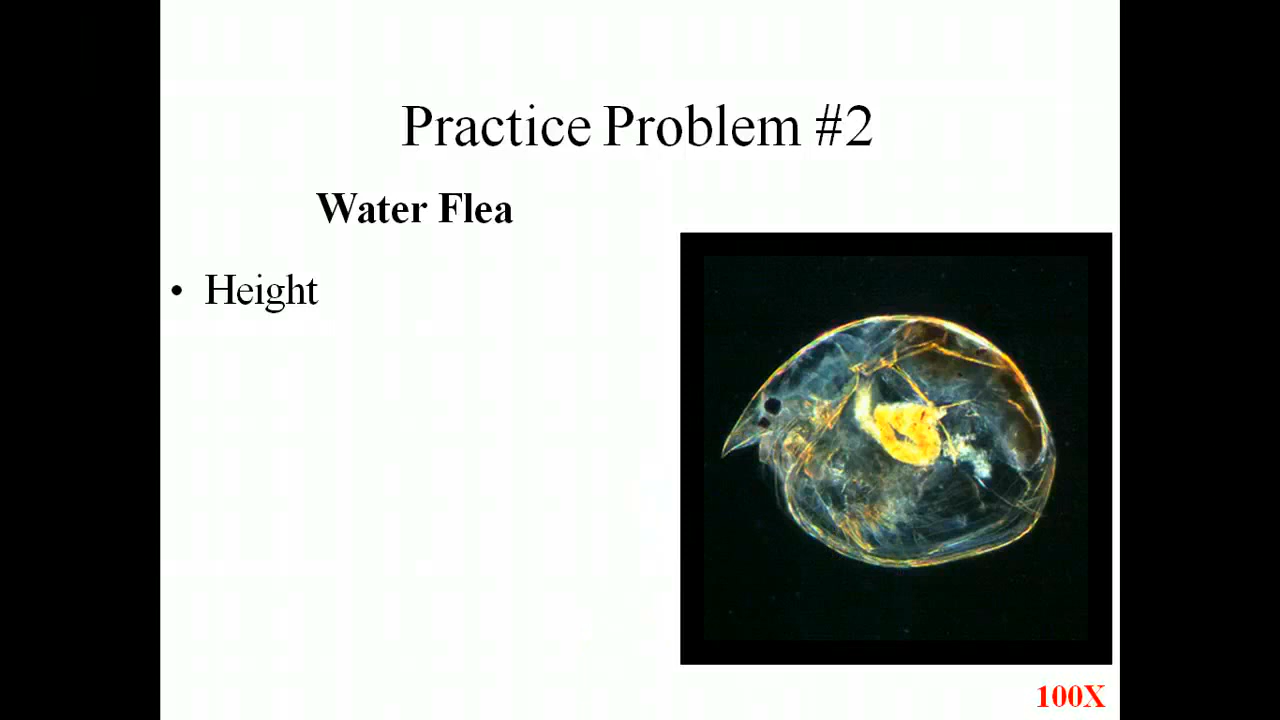 Practice Problem #2
Water Flea
• Height
100X